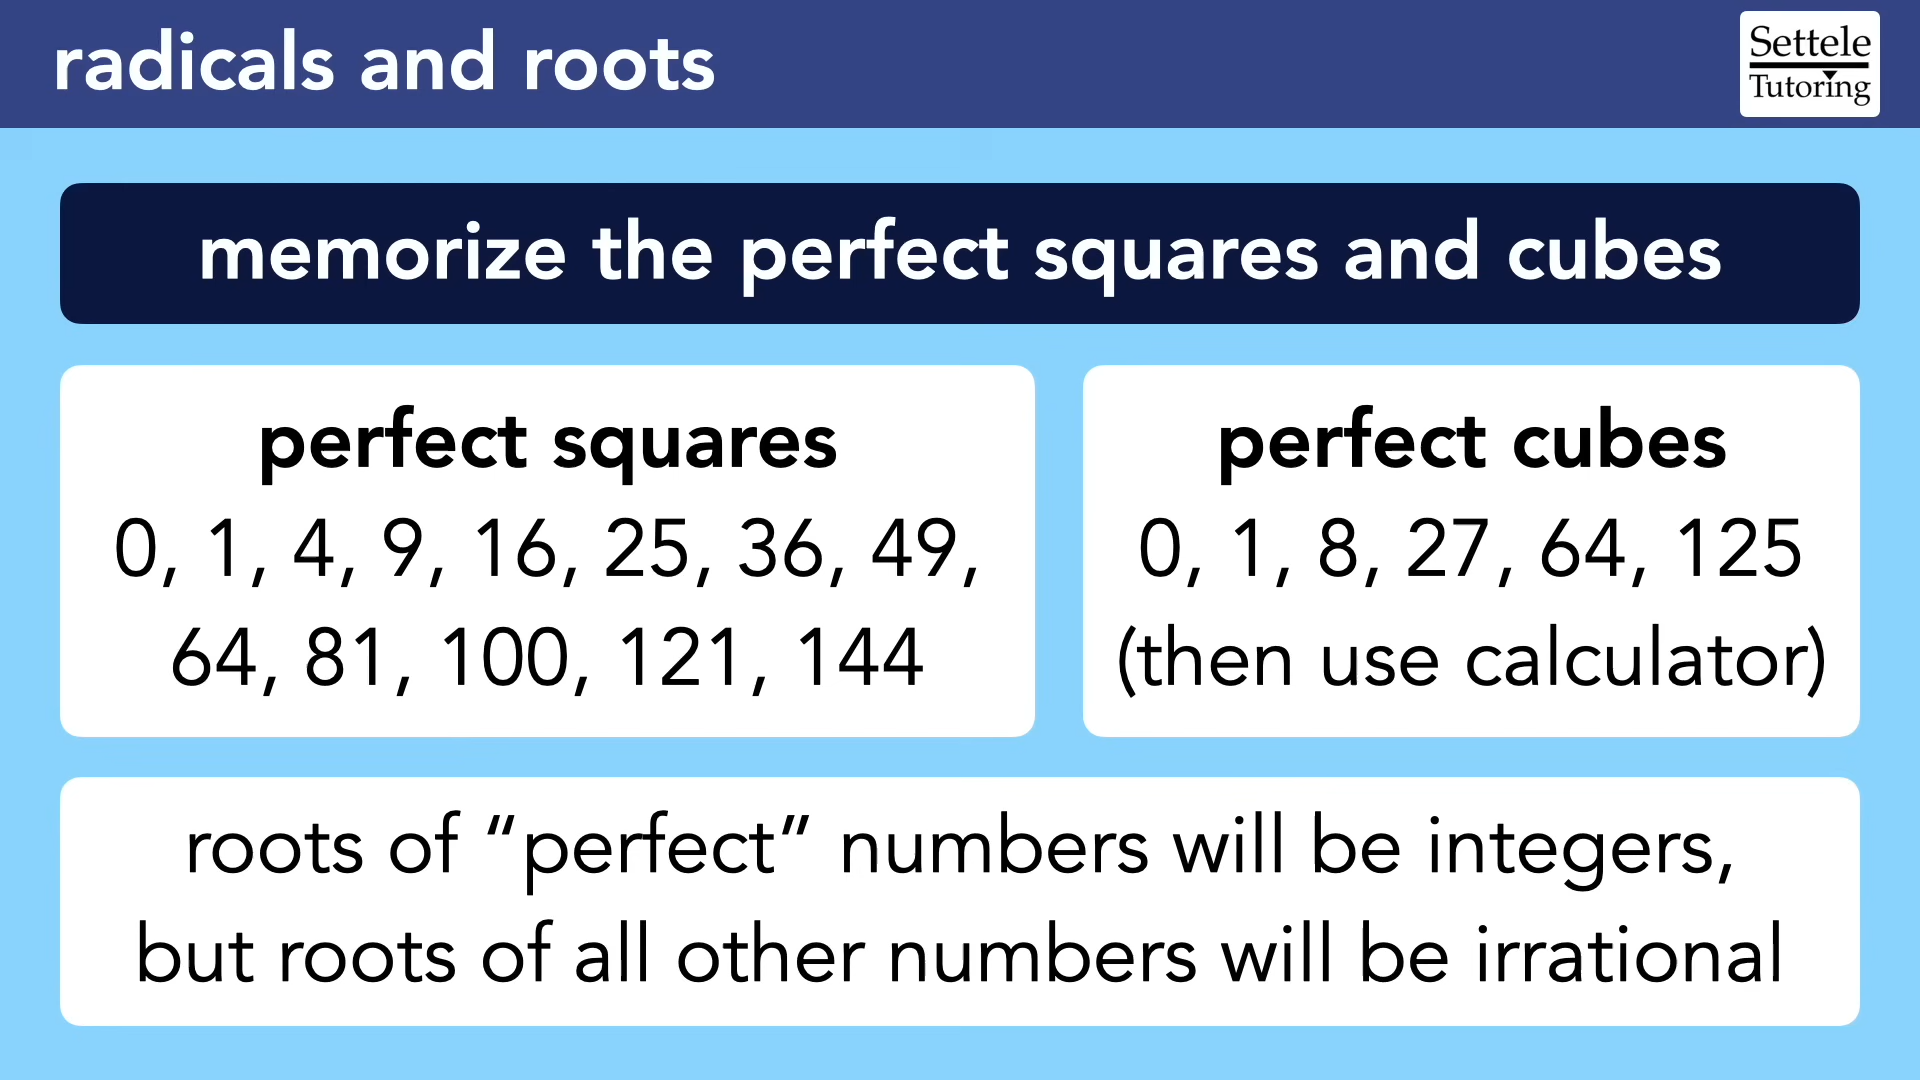 radicals and roots
Settele
Tutoring
memorize the perfect squares and cubes
perfect squares
0, 1, 4, 9, 16, 25, 36, 49,
64, 81, 100, 121, 144
perfect cubes
0, 1, 8, 27, 64, 125
(then use calculator)
roots of “perfect” numbers will be integers,
but roots of all other numbers will be irrational